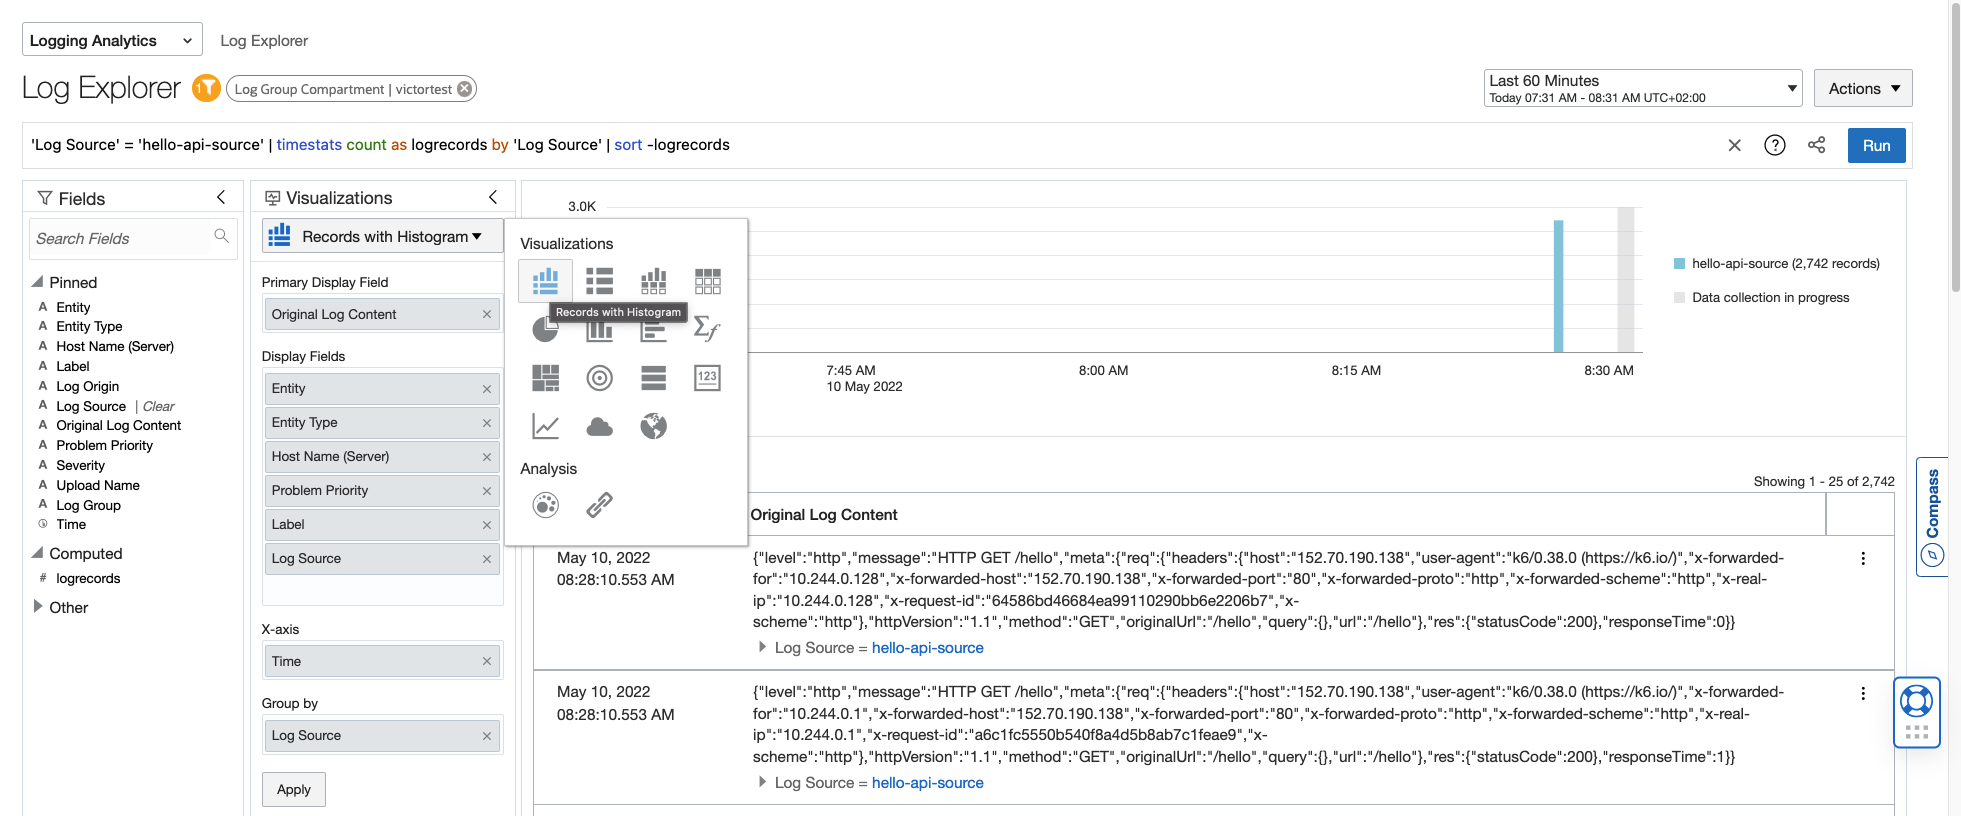 Logging Analytics
Log Explorer
Log Explorer
1
Log Group Compartment | victortest
Last 60 Minutes
Today 07:31 AM - 08:31 AM UTC+02:00
Actions
'Log Source' = 'hello-api-source' | timestats count as logrecords by 'Log Source' | sort -logrecords
?
Run
Fields
Search Fields
Pinned
A Entity
A Entity Type
A Host Name (Server)
A Label
A Log Origin
A Log Source | Clear
A Original Log Content
A Problem Priority
A Severity
A Upload Name
A Log Group
Time
Computed
# logrecords
Other
Visualizations
Records with Histogram
Primary Display Field
Original Log Content
Display Fields
Entity
Entity Type
Host Name (Server)
Problem Priority
Label
Log Source
X-axis
Time
Group by
Log Source
Apply
Visualizations
Records with Histogram
Σf
123
Analysis
3.0K
7:45 AM
10 May 2022
8:00 AM
8:15 AM
8:30 AM
hello-api-source (2,742 records)
Data collection in progress
Showing 1 - 25 of 2,742
Original Log Content
May 10, 2022
08:28:10.553 AM
{"level":"http","message":"HTTP GET /hello","meta":{"req":{"headers":{"host":"152.70.190.138","user-agent":"k6/0.38.0 (https://k6.io/)","x-forwarded-
for":"10.244.0.128","x-forwarded-host":"152.70.190.138","x-forwarded-port":"80","x-forwarded-proto":"http","x-forwarded-scheme":"http","x-real-
ip":"10.244.0.128","x-request-id":"64586bd46684ea99110290bb6e2206b7","x-
scheme":"http"},"httpVersion":"1.1","method":"GET","originalUrl":"/hello","query":{},"url":"/hello"},"res":{"statusCode":200},"responseTime":0}}
Log Source = hello-api-source
May 10, 2022
08:28:10.553 AM
{"level":"http","message":"HTTP GET /hello","meta":{"req":{"headers":{"host":"152.70.190.138","user-agent":"k6/0.38.0 (https://k6.io/)","x-forwarded-
for":"10.244.0.1","x-forwarded-host":"152.70.190.138","x-forwarded-port":"80","x-forwarded-proto":"http","x-forwarded-scheme":"http","x-real-
ip":"10.244.0.1","x-request-id":"a6c1fc5550b540f8a4d5b8ab7c1feae9","x-
scheme":"http"},"httpVersion":"1.1","method":"GET","originalUrl":"/hello","query":{},"url":"/hello"},"res":{"statusCode":200},"responseTime":1}}
Log Source = hello-api-source
Compass